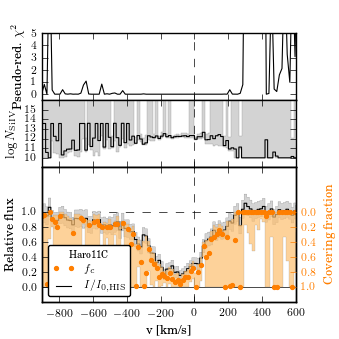 Pseudo-red. χ²
5
4
3
2
1
0
log N_SiIV
15
14
13
12
11
10
Relative flux
1.0
0.8
0.6
0.4
0.2
0.0
Covering fraction
0.0
0.2
0.4
0.6
0.8
1.0
Haro11C
f_c
I/I_0,HIS
−800 −600 −400 −200 0 200 400 600
v [km/s]